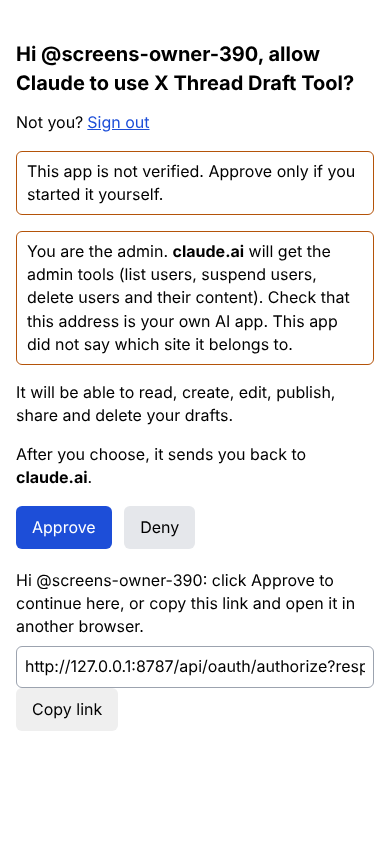 Hi @screens-owner-390, allow
Claude to use X Thread Draft Tool?
Not you? Sign out
This app is not verified. Approve only if you
started it yourself.
You are the admin. claude.ai will get the
admin tools (list users, suspend users,
delete users and their content). Check that
this address is your own AI app. This app
did not say which site it belongs to.
It will be able to read, create, edit, publish,
share and delete your drafts.
After you choose, it sends you back to
claude.ai.
Approve Deny
Hi @screens-owner-390: click Approve to
continue here, or copy this link and open it in
another browser.
http://127.0.0.1:8787/api/oauth/authorize?resp
Copy link